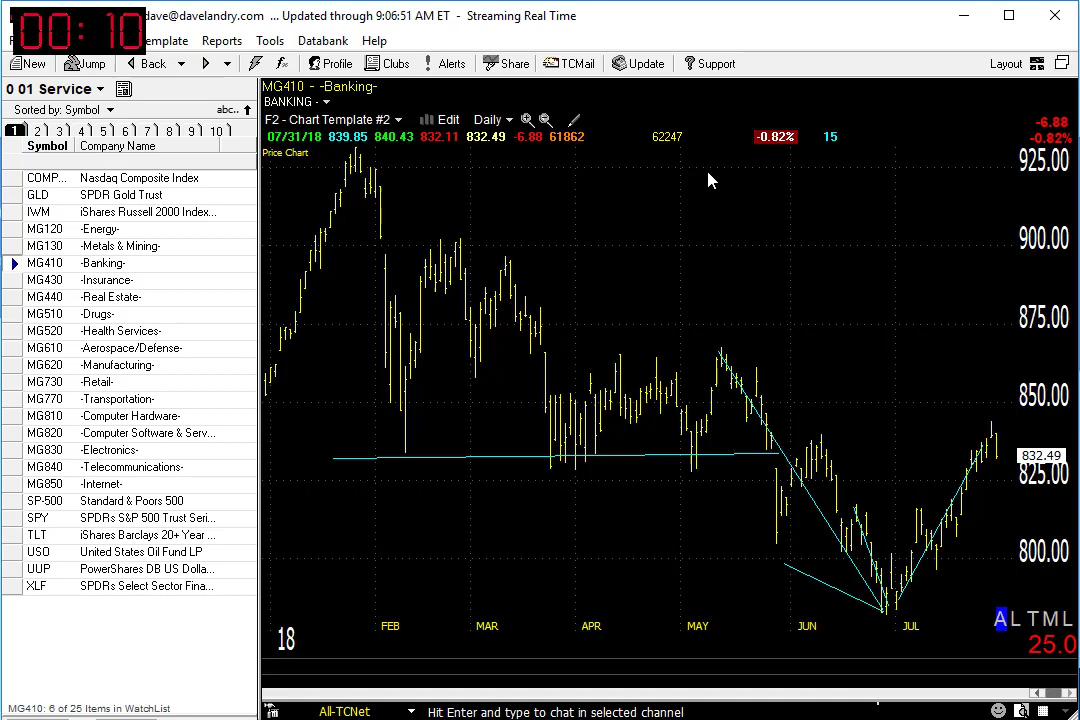 00:10
dave@davelandry.com ... Updated through 9:06:51 AM ET - Streaming Real Time
emplate Reports Tools Databank Help
New Jump Back Profile Clubs Alerts Share TCMail Update Support Layout
0 01 Service
Sorted by: Symbol abc..
1 2 3 4 5 6 7 8 9 10
Symbol Company Name
COMP... Nasdaq Composite Index
GLD SPDR Gold Trust
IWM iShares Russell 2000 Index...
MG120 -Energy-
MG130 -Metals & Mining-
MG410 -Banking-
MG430 -Insurance-
MG440 -Real Estate-
MG510 -Drugs-
MG520 -Health Services-
MG610 -Aerospace/Defense-
MG620 -Manufacturing-
MG730 -Retail-
MG770 -Transportation-
MG810 -Computer Hardware-
MG820 -Computer Software & Serv...
MG830 -Electronics-
MG840 -Telecommunications-
MG850 -Internet-
SP-500 Standard & Poors 500
SPY SPDRs S&P 500 Trust Seri...
TLT iShares Barclays 20+ Year ...
USO United States Oil Fund LP
UUP PowerShares DB US Dolla...
XLF SPDRs Select Sector Fina...
MG410: 6 of 25 Items in WatchList
MG410 - -Banking-
BANKING -
F2 - Chart Template #2 Edit Daily
07/31/18 839.85 840.43 832.11 832.49 -6.88 61862 62247 -0.82% 15
-6.88
-0.82%
Price Chart
925.00
900.00
875.00
850.00
832.49
825.00
800.00
18 FEB MAR APR MAY JUN JUL
A L T M L
25.0
All-TCNet Hit Enter and type to chat in selected channel